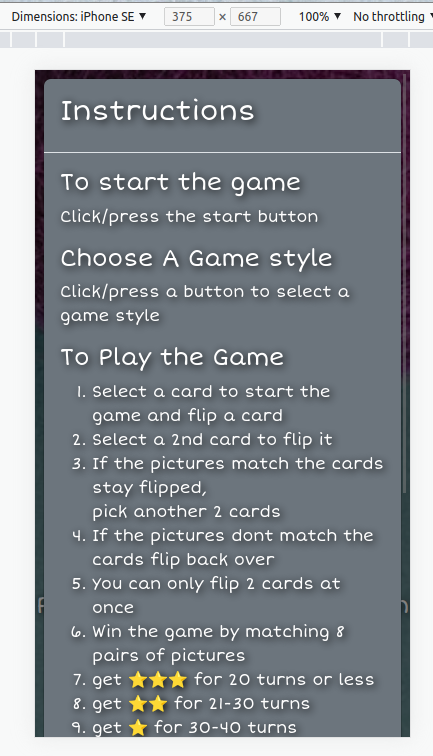 Dimensions: iPhone SE ▼ 375 × 667 100% ▼ No throttling ▼
Instructions
To start the game
Click/press the start button
Choose A Game style
Click/press a button to select a
game style
To Play the Game
1. Select a card to start the
game and flip a card
2. Select a 2nd card to flip it
3. If the pictures match the cards
stay flipped,
pick another 2 cards
4. If the pictures dont match the
cards flip back over
5. You can only flip 2 cards at
once
6. Win the game by matching 8
pairs of pictures
7. get ⭐⭐⭐ for 20 turns or less
8. get ⭐⭐ for 21-30 turns
9. get ⭐ for 30-40 turns